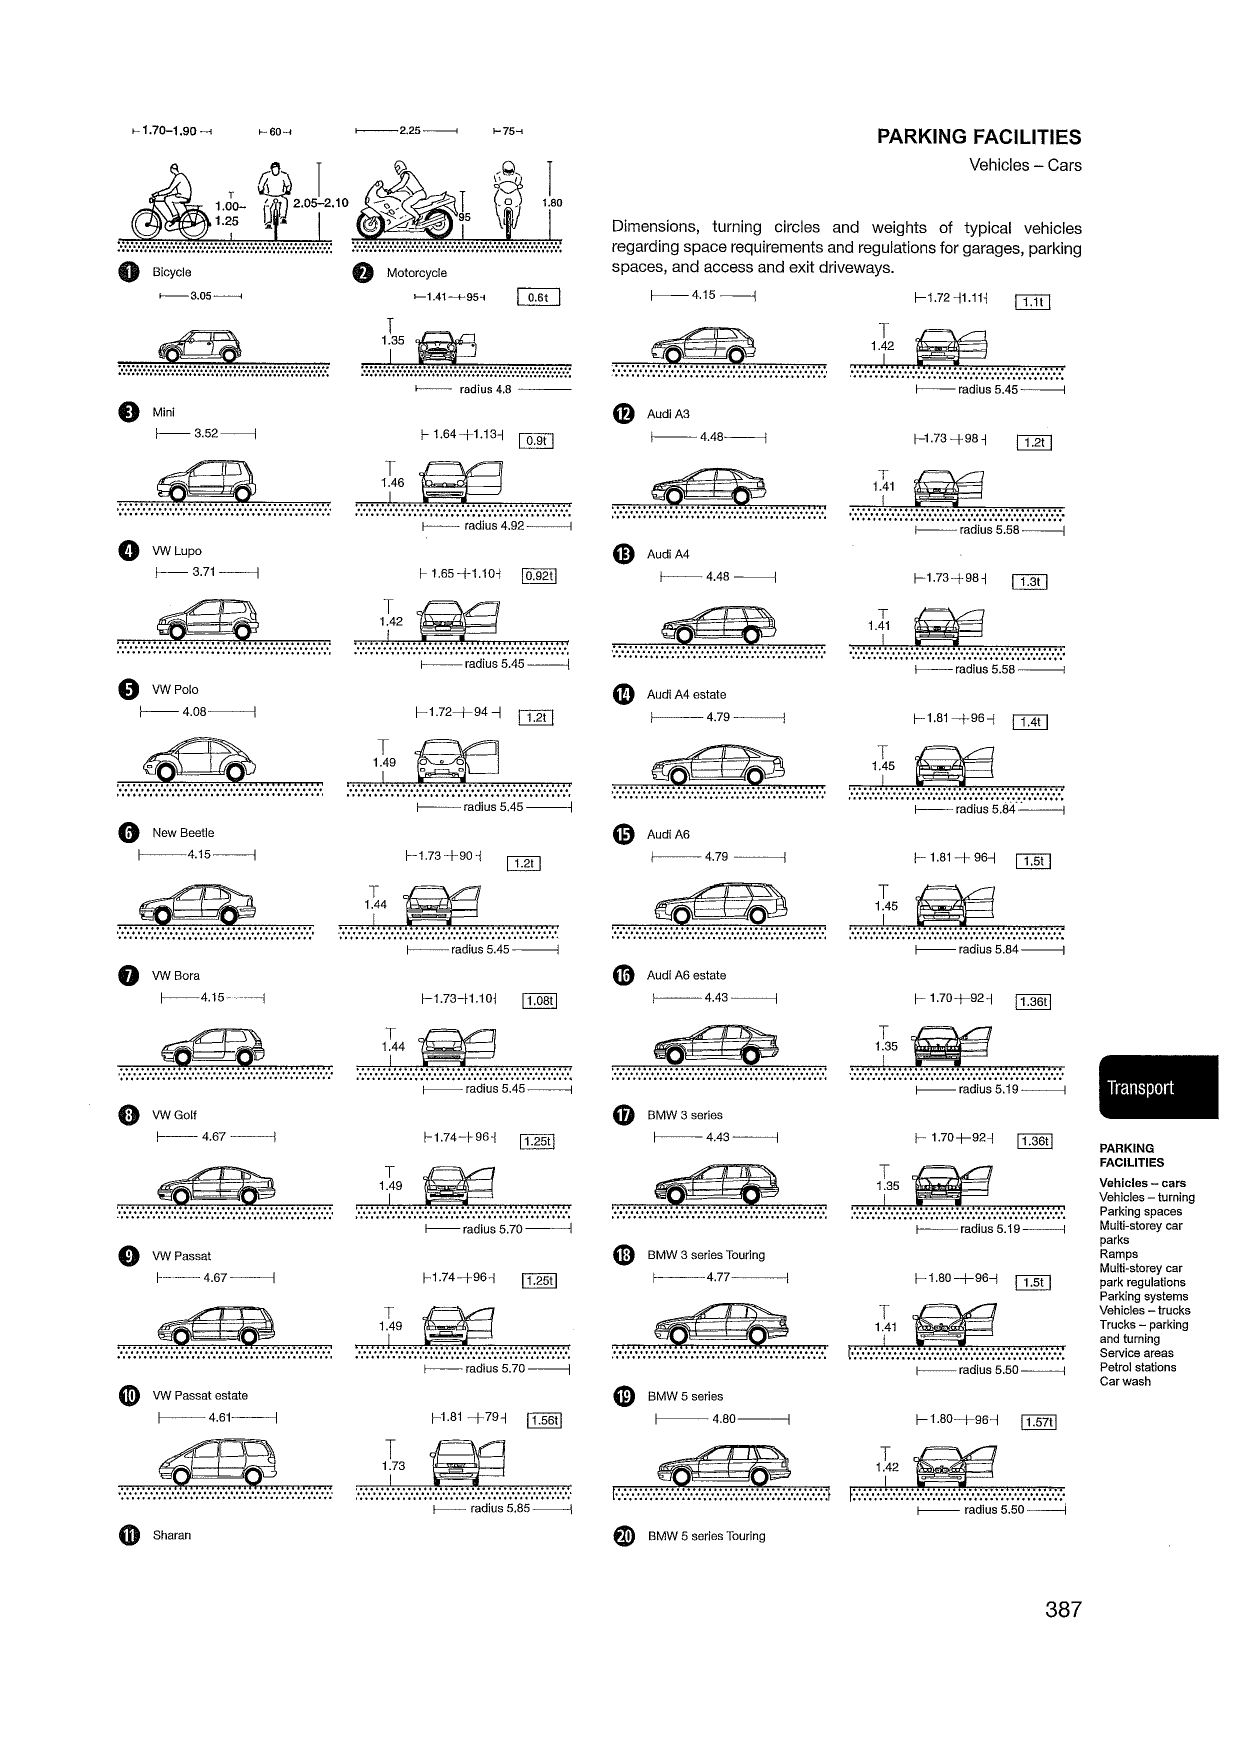 PARKING FACILITIES
Vehicles – Cars
Dimensions, turning circles and weights of typical vehicles
regarding space requirements and regulations for garages, parking
spaces, and access and exit driveways.
1.70–1.90
60
1.00–
1.25
2.05–2.10
1 Bicycle
2.25
75
95
1.80
2 Motorcycle
3.05
1.41 95 0.6t
1.35
radius 4.8
3 Mini
3.52
1.64 1.13 0.9t
1.46
radius 4.92
4 VW Lupo
3.71
1.65 1.10 0.92t
1.42
radius 5.45
5 VW Polo
4.08
1.72 94 1.2t
1.49
radius 5.45
6 New Beetle
4.15
1.73 90 1.2t
1.44
radius 5.45
7 VW Bora
4.15
1.73 1.10 1.08t
1.44
radius 5.45
8 VW Golf
4.67
1.74 96 1.25t
1.49
radius 5.70
9 VW Passat
4.67
1.74 96 1.25t
1.49
radius 5.70
10 VW Passat estate
4.61
1.81 79 1.56t
1.73
radius 5.85
11 Sharan
4.15
1.72 1.11 1.1t
1.42
radius 5.45
12 Audi A3
4.48
1.73 98 1.2t
1.41
radius 5.58
13 Audi A4
4.48
1.73 98 1.3t
1.41
radius 5.58
14 Audi A4 estate
4.79
1.81 96 1.4t
1.45
radius 5.84
15 Audi A6
4.79
1.81 96 1.5t
1.45
radius 5.84
16 Audi A6 estate
4.43
1.70 92 1.36t
1.35
radius 5.19
17 BMW 3 series
4.43
1.70 92 1.36t
1.35
radius 5.19
18 BMW 3 series Touring
4.77
1.80 96 1.5t
1.41
radius 5.50
19 BMW 5 series
4.80
1.80 96 1.57t
1.42
radius 5.50
20 BMW 5 series Touring
Transport
PARKING
FACILITIES
Vehicles – cars
Vehicles – turning
Parking spaces
Multi-storey car
parks
Ramps
Multi-storey car
park regulations
Parking systems
Vehicles – trucks
Trucks – parking
and turning
Service areas
Petrol stations
Car wash
387